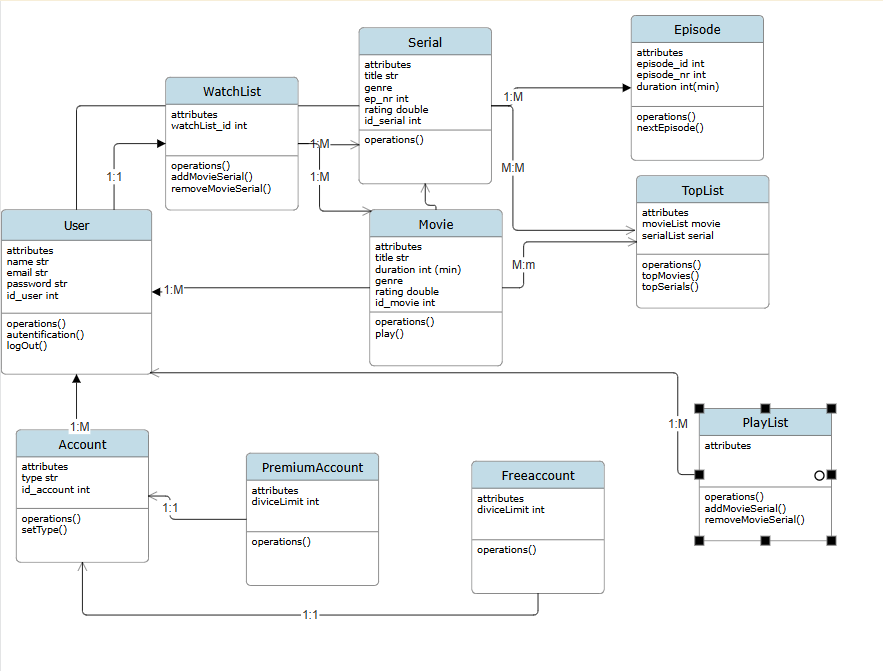 Episode
attributes
episode_id int
episode_nr int
duration int(min)
operations()
nextEpisode()
Serial
attributes
title str
genre
ep_nr int
rating double
id_serial int
operations()
WatchList
attributes
watchList_id int
operations()
addMovieSerial()
removeMovieSerial()
1:M
1:M
1:M
1:1
M:M
TopList
attributes
movieList movie
serialList serial
operations()
topMovies()
topSerials()
User
attributes
name str
email str
password str
id_user int
operations()
autentification()
logOut()
Movie
attributes
title str
duration int (min)
genre
rating double
id_movie int
operations()
play()
M:m
1:M
1:M
1:M
PlayList
attributes
operations()
addMovieSerial()
removeMovieSerial()
Account
attributes
type str
id_account int
operations()
setType()
PremiumAccount
attributes
diviceLimit int
operations()
1:1
Freeaccount
attributes
diviceLimit int
operations()
1:1